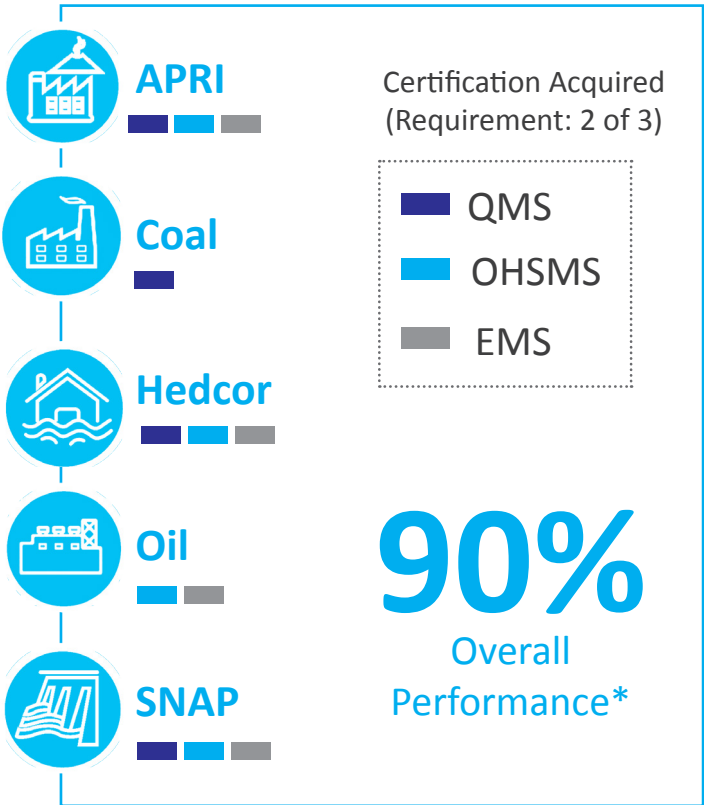 APRI
Certification Acquired
(Requirement: 2 of 3)
QMS
OHSMS
EMS
Coal
Hedcor
Oil
SNAP
90%
Overall
Performance*